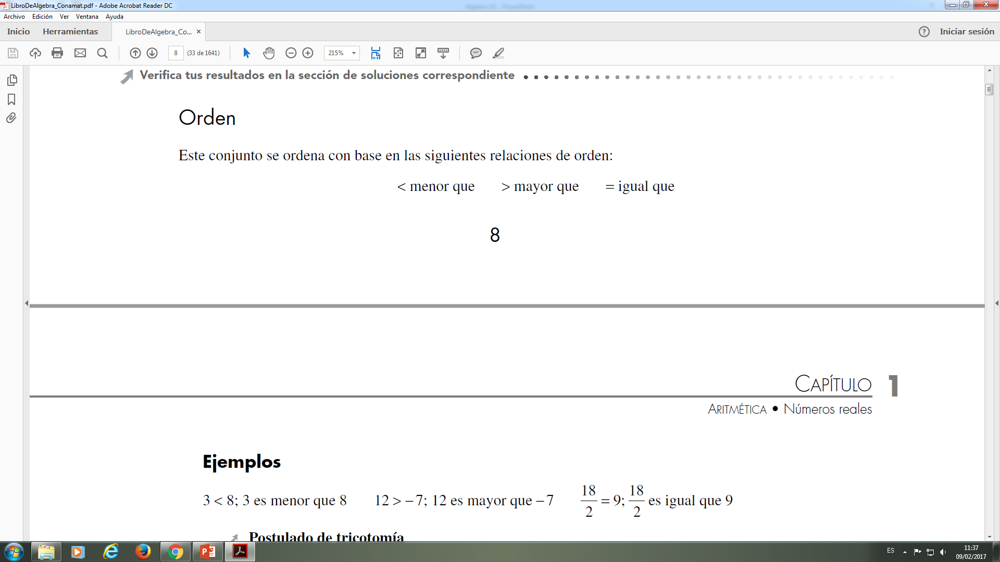 LibroDeAlgebra_Conamat.pdf - Adobe Acrobat Reader DC
Archivo Edición Ver Ventana Ayuda
Inicio Herramientas LibroDeAlgebra_Co... × ? Iniciar sesión
8 (33 de 1641) 215%
Verifica tus resultados en la sección de soluciones correspondiente
Orden
Este conjunto se ordena con base en las siguientes relaciones de orden:
< menor que > mayor que = igual que
8
CAPÍTULO 1
ARITMÉTICA • Números reales
Ejemplos
3 < 8; 3 es menor que 8 12 > − 7; 12 es mayor que − 7 18/2 = 9; 18/2 es igual que 9
Postulado de tricotomía
ES 11:37
09/02/2017